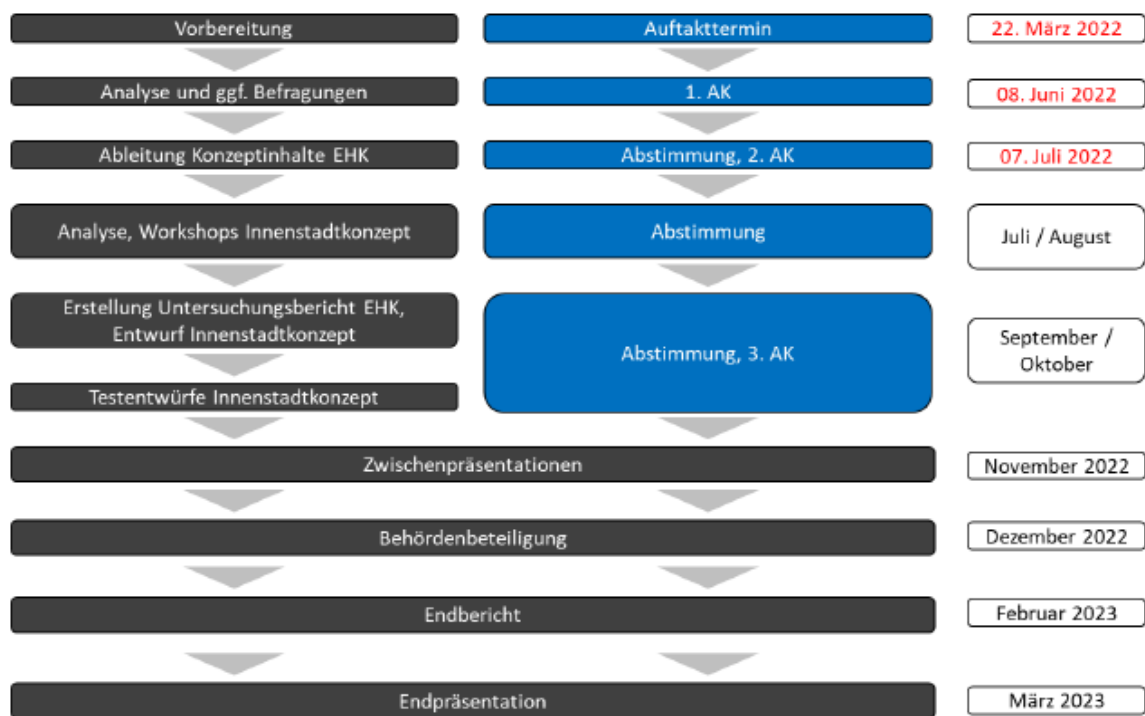 Vorbereitung
Auftakttermin
22. März 2022
Analyse und ggf. Befragungen
1. AK
08. Juni 2022
Ableitung Konzeptinhalte EHK
Abstimmung, 2. AK
07. Juli 2022
Analyse, Workshops Innenstadtkonzept
Abstimmung
Juli / August
Erstellung Untersuchungsbericht EHK,
Entwurf Innenstadtkonzept
Abstimmung, 3. AK
September /
Oktober
Testentwürfe Innenstadtkonzept
Zwischenpräsentationen
November 2022
Behördenbeteiligung
Dezember 2022
Endbericht
Februar 2023
Endpräsentation
März 2023